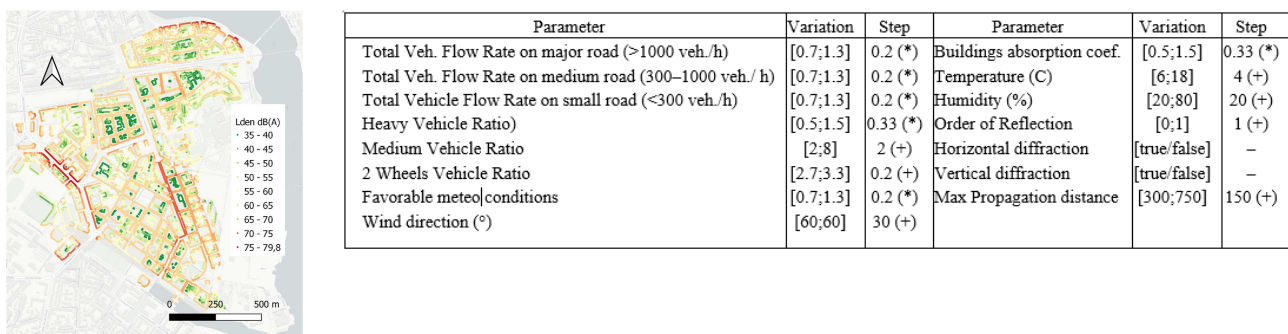 Lden dB(A)
35 - 40
40 - 45
45 - 50
50 - 55
55 - 60
60 - 65
65 - 70
70 - 75
75 - 79,8
0 250 500 m
Parameter Variation Step Parameter Variation Step
Total Veh. Flow Rate on major road (>1000 veh./h) [0.7;1.3] 0.2 (*) Buildings absorption coef. [0.5;1.5] 0.33 (*)
Total Veh. Flow Rate on medium road (300–1000 veh./ h) [0.7;1.3] 0.2 (*) Temperature (C) [6;18] 4 (+)
Total Vehicle Flow Rate on small road (<300 veh./h) [0.7;1.3] 0.2 (*) Humidity (%) [20;80] 20 (+)
Heavy Vehicle Ratio) [0.5;1.5] 0.33 (*) Order of Reflection [0;1] 1 (+)
Medium Vehicle Ratio [2;8] 2 (+) Horizontal diffraction [true/false] –
2 Wheels Vehicle Ratio [2.7;3.3] 0.2 (+) Vertical diffraction [true/false] –
Favorable meteo conditions [0.7;1.3] 0.2 (*) Max Propagation distance [300;750] 150 (+)
Wind direction (°) [60;60] 30 (+)